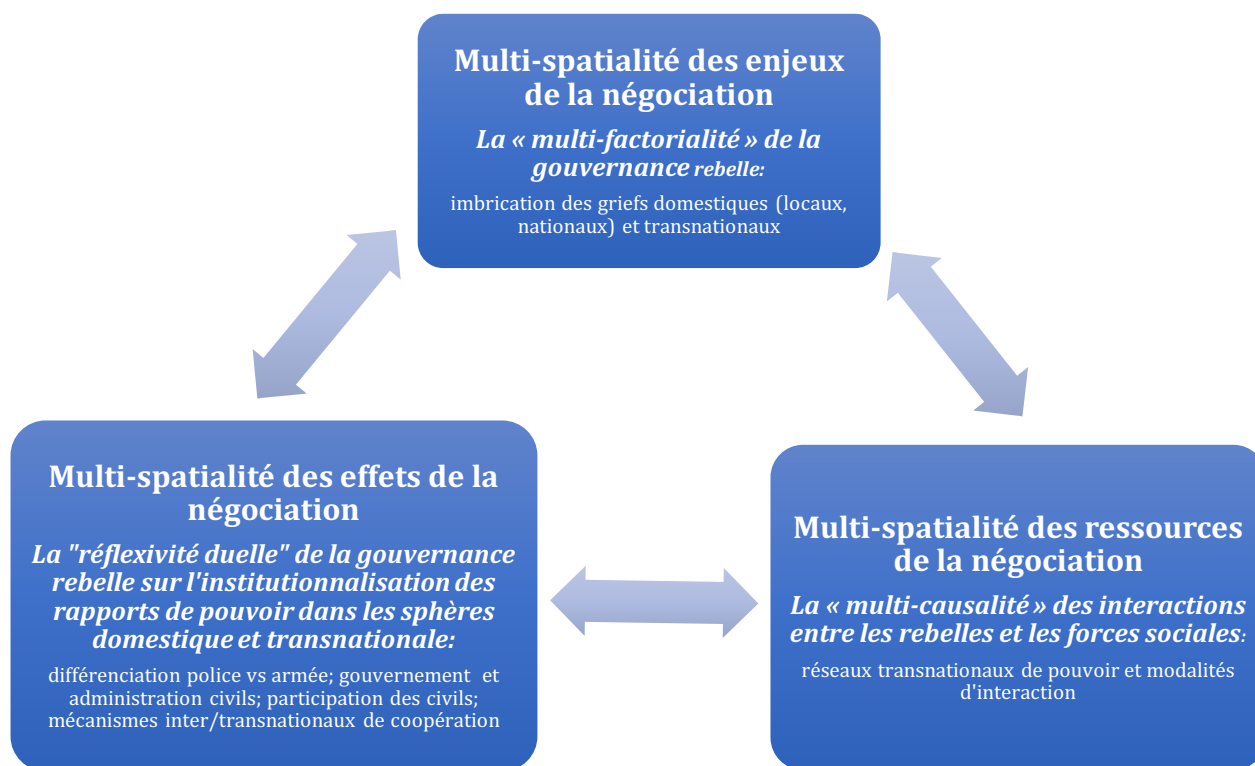 Multi-spatialité des enjeux
de la négociation
La « multi-factorialité » de la
gouvernance rebelle:
imbrication des griefs domestiques (locaux,
nationaux) et transnationaux
Multi-spatialité des effets de la
négociation
La "réflexivité duelle" de la gouvernance
rebelle sur l'institutionnalisation des
rapports de pouvoir dans les sphères
domestique et transnationale:
différenciation police vs armée; gouvernement et
administration civils; participation des civils;
mécanismes inter/transnationaux de coopération
Multi-spatialité des ressources
de la négociation
La « multi-causalité » des interactions
entre les rebelles et les forces sociales:
réseaux transnationaux de pouvoir et modalités
d'interaction